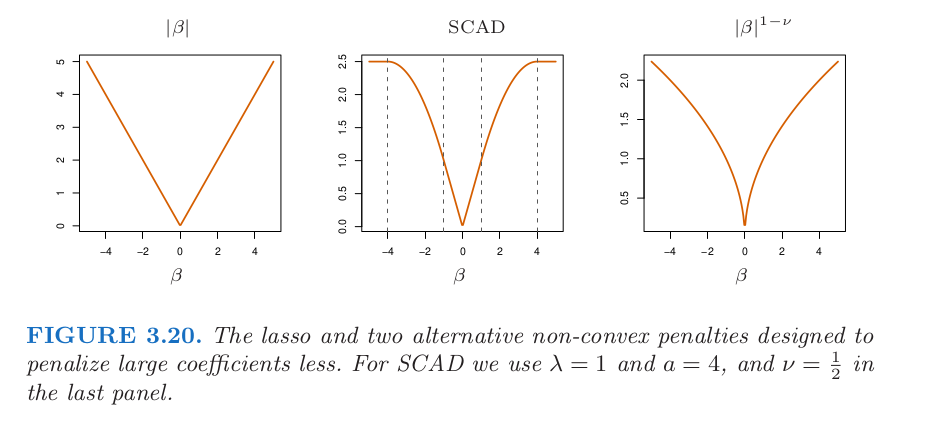 |β| SCAD |β|^{1−ν}
5 4 3 2 1 0
−4 −2 0 2 4
β
2.5 2.0 1.5 1.0 0.5 0.0
−4 −2 0 2 4
β
2.0 1.5 1.0 0.5
−4 −2 0 2 4
β
FIGURE 3.20. The lasso and two alternative non-convex penalties designed to
penalize large coefficients less. For SCAD we use λ = 1 and a = 4, and ν = 1/2 in
the last panel.